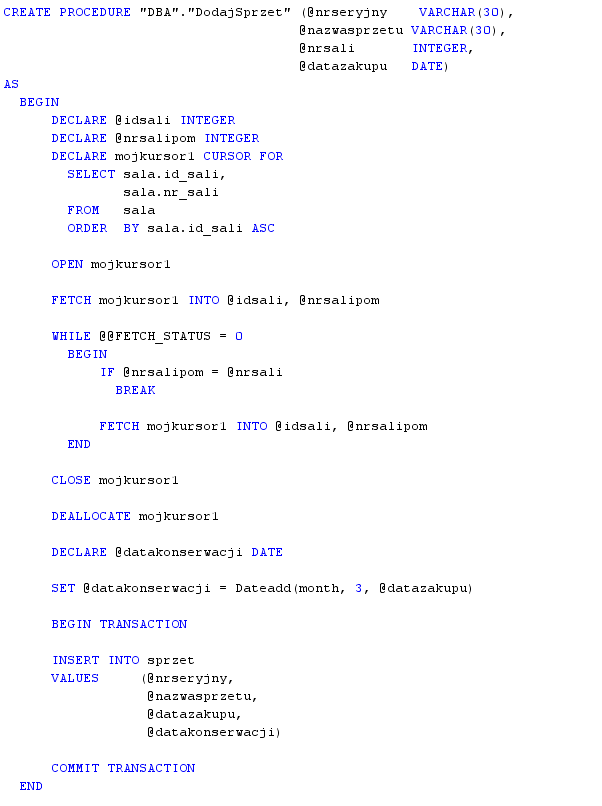 CREATE PROCEDURE "DBA"."DodajSprzet" (@nrseryjny    VARCHAR(30),
                                     @nazwasprzetu VARCHAR(30),
                                     @nrsali       INTEGER,
                                     @datazakupu   DATE)
AS
  BEGIN
      DECLARE @idsali INTEGER
      DECLARE @nrsalipom INTEGER
      DECLARE mojkursor1 CURSOR FOR
        SELECT sala.id_sali,
               sala.nr_sali
        FROM   sala
        ORDER  BY sala.id_sali ASC

      OPEN mojkursor1

      FETCH mojkursor1 INTO @idsali, @nrsalipom

      WHILE @@FETCH_STATUS = 0
        BEGIN
            IF @nrsalipom = @nrsali
              BREAK

            FETCH mojkursor1 INTO @idsali, @nrsalipom
        END

      CLOSE mojkursor1

      DEALLOCATE mojkursor1

      DECLARE @datakonserwacji DATE

      SET @datakonserwacji = Dateadd(month, 3, @datazakupu)

      BEGIN TRANSACTION

      INSERT INTO sprzet
      VALUES     (@nrseryjny,
                  @nazwasprzetu,
                  @datazakupu,
                  @datakonserwacji)

      COMMIT TRANSACTION
  END